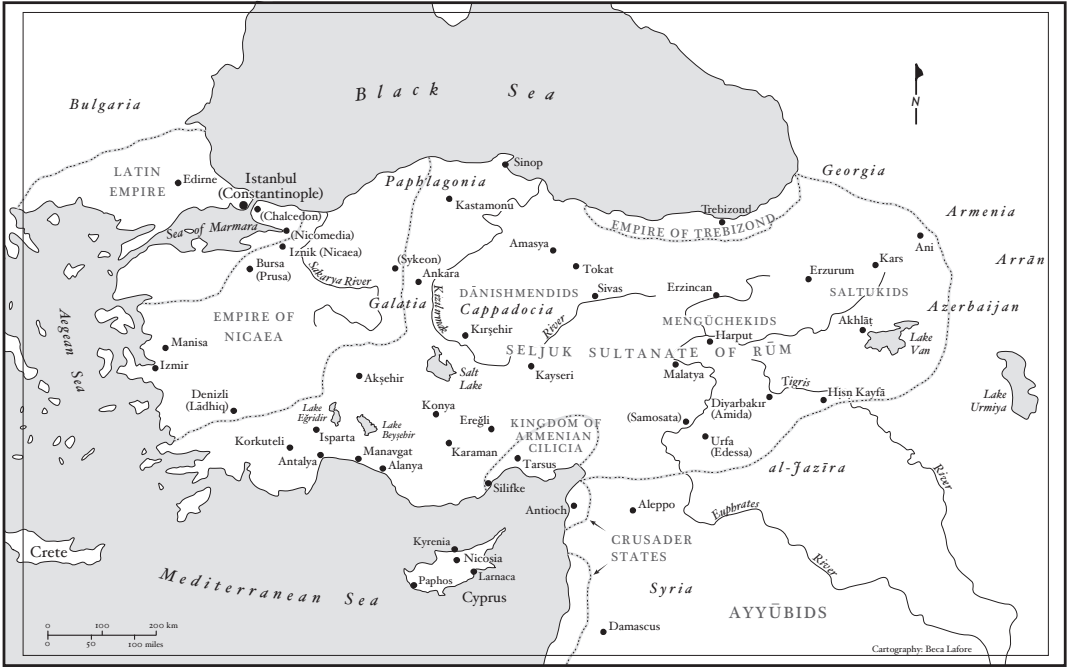 Black Sea
Bulgaria
N
LATIN
EMPIRE
Edirne
Istanbul
(Constantinople)
(Chalcedon)
Sea of Marmara
(Nicomedia)
Iznik (Nicaea)
Bursa
(Prusa)
Sakarya River
Paphlagonia
Sinop
Kastamonu
(Sykeon)
Ankara
Galatia
Kızılırmak
Amasya
Tokat
EMPIRE OF TREBIZOND
Trebizond
Georgia
Armenia
Ani
Kars
Arrān
Erzurum
SALTUKIDS
Azerbaijan
Erzincan
Sivas
DĀNISHMENDIDS
Cappadocia
MENGÜCHEKIDS
Akhlāṭ
Lake
Van
Harput
EMPIRE OF
NICAEA
Kırşehir
River
SELJUK SULTANATE OF RŪM
Aegean Sea
Manisa
Izmir
Akşehir
Salt
Lake
Kayseri
Malatya
Tigris
Hisn Kayfā
Lake
Urmiya
Denizli
(Lādhiq)
Lake
Eğridir
Lake
Beyşehir
Konya
Ereğli
KINGDOM OF
ARMENIAN
CILICIA
Diyarbakır
(Amida)
(Samosata)
Urfa
(Edessa)
Isparta
Korkuteli
Antalya
Manavgat
Alanya
Karaman
Tarsus
Silifke
al-Jazīra
River
Antioch
Aleppo
Euphrates
River
CRUSADER
STATES
Crete
Kyrenia
Nicosia
Larnaca
Paphos
Cyprus
Mediterranean Sea
Syria
AYYŪBIDS
Damascus
0 100 200 km
0 50 100 miles
Cartography: Beca Lafore